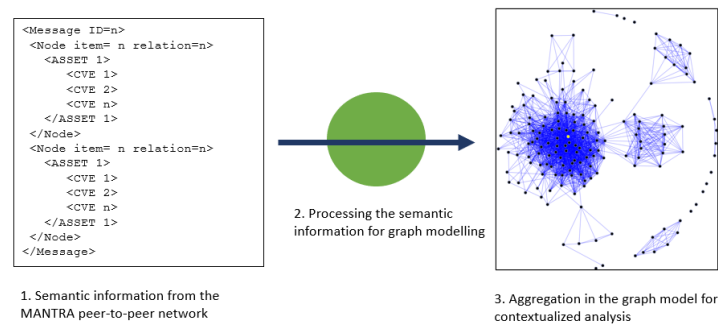 <Message ID=n>
<Node item= n relation=n>
<ASSET 1>
<CVE 1>
<CVE 2>
<CVE n>
</ASSET 1>
</Node>
<Node item= n relation=n>
<ASSET 1>
<CVE 1>
<CVE 2>
<CVE n>
</ASSET 1>
</Node>
</Message>
1. Semantic information from the
MANTRA peer-to-peer network
2. Processing the semantic
information for graph modelling
3. Aggregation in the graph model for
contextualized analysis